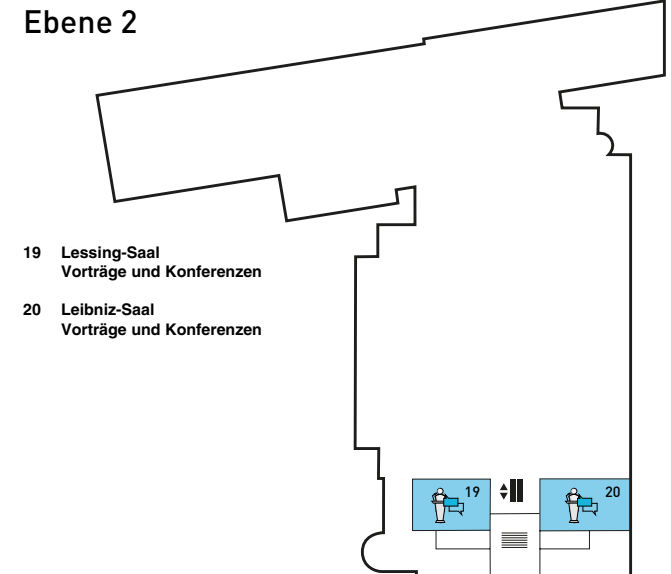 Ebene 2
19 Lessing-Saal
Vorträge und Konferenzen
20 Leibniz-Saal
Vorträge und Konferenzen
19
20